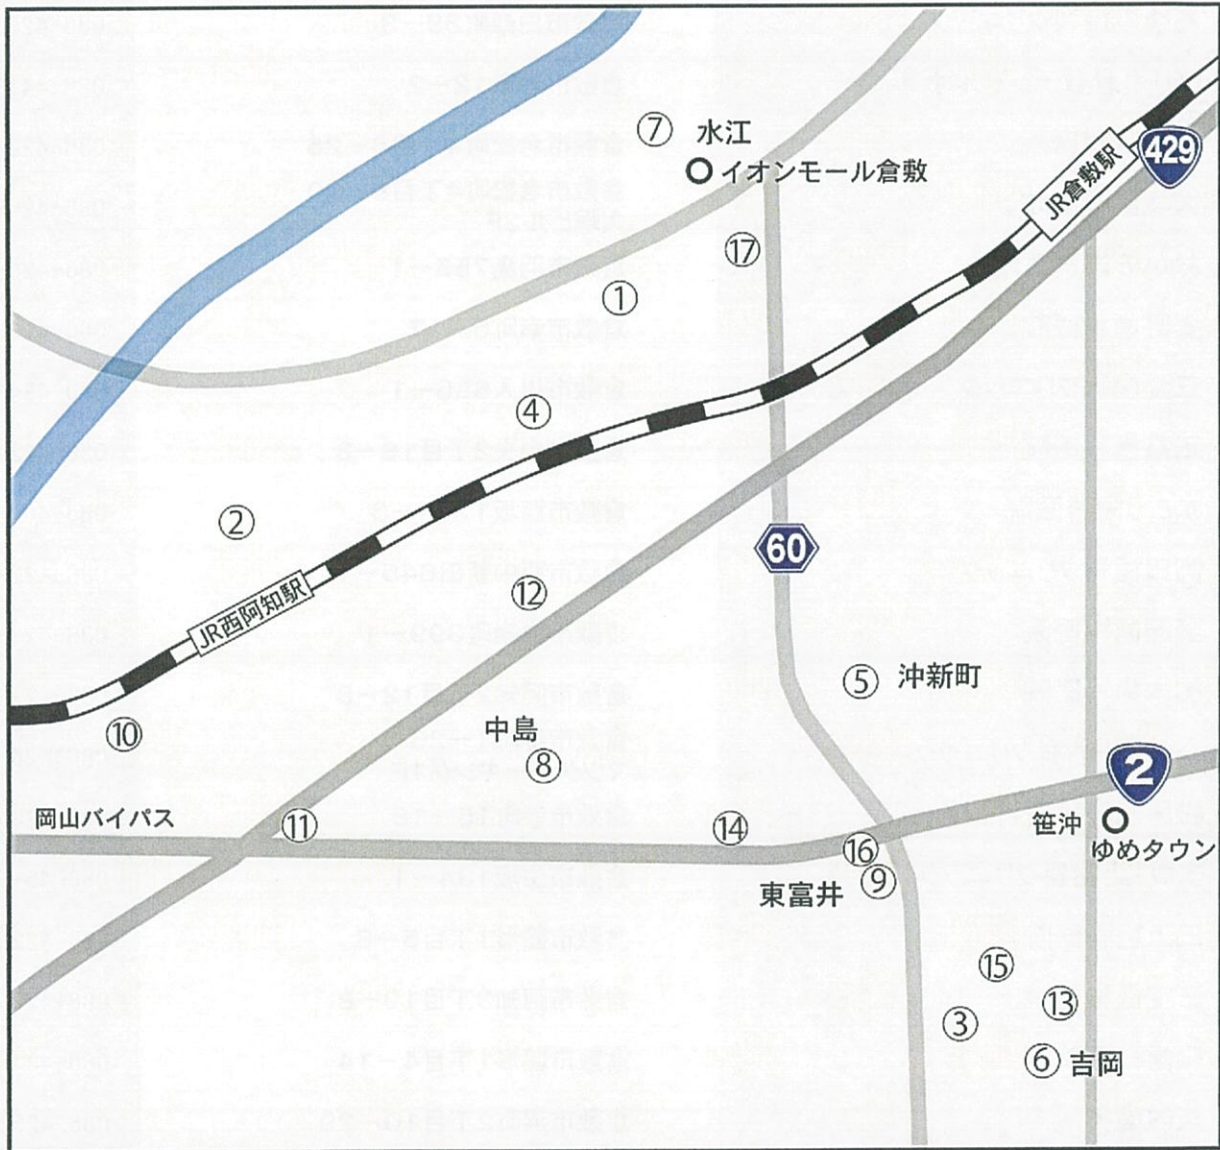 ⑦ 水江
イオンモール倉敷
JR倉敷駅
429
⑰
①
④
②
60
⑫
JR西阿知駅
⑤ 沖新町
⑩
中島
⑧
2
岡山バイパス
⑪
⑭
⑯
笹沖
ゆめタウン
⑨
東富井
⑮
⑬
③
⑥ 吉岡